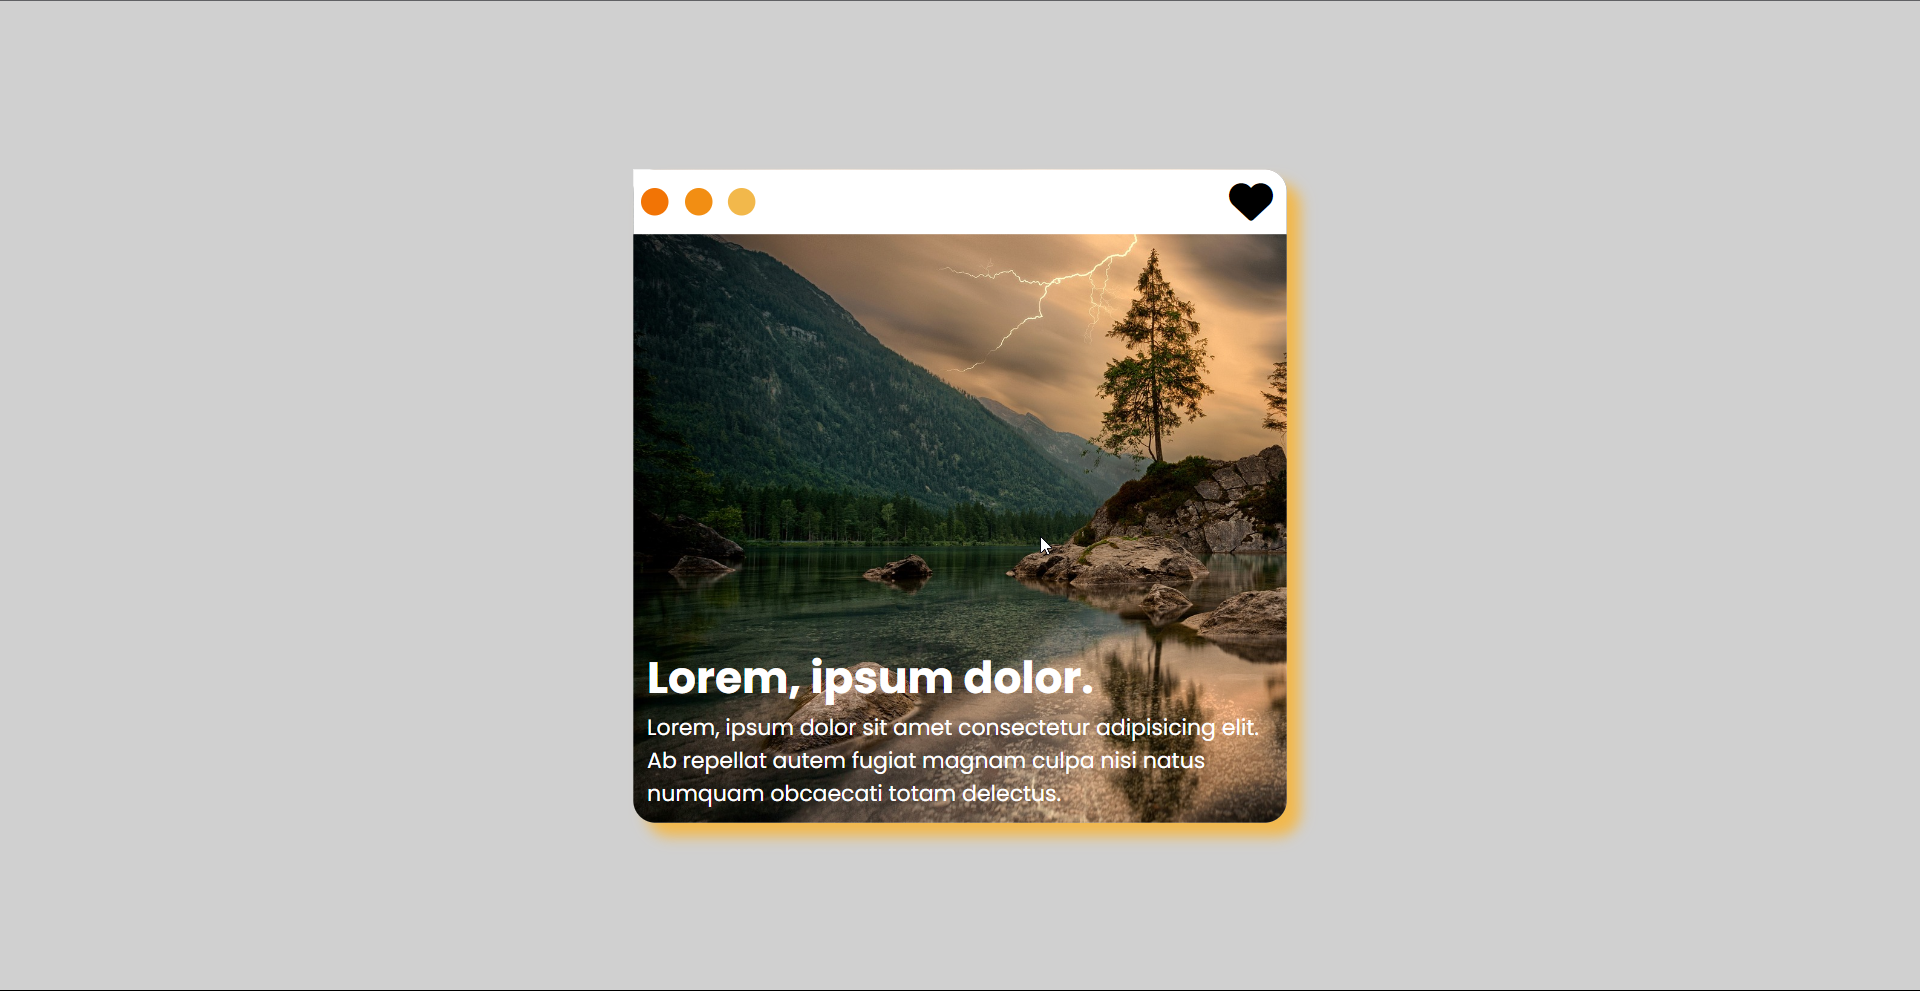 Lorem, ipsum dolor.
Lorem, ipsum dolor sit amet consectetur adipisicing elit.
Ab repellat autem fugiat magnam culpa nisi natus
numquam obcaecati totam delectus.